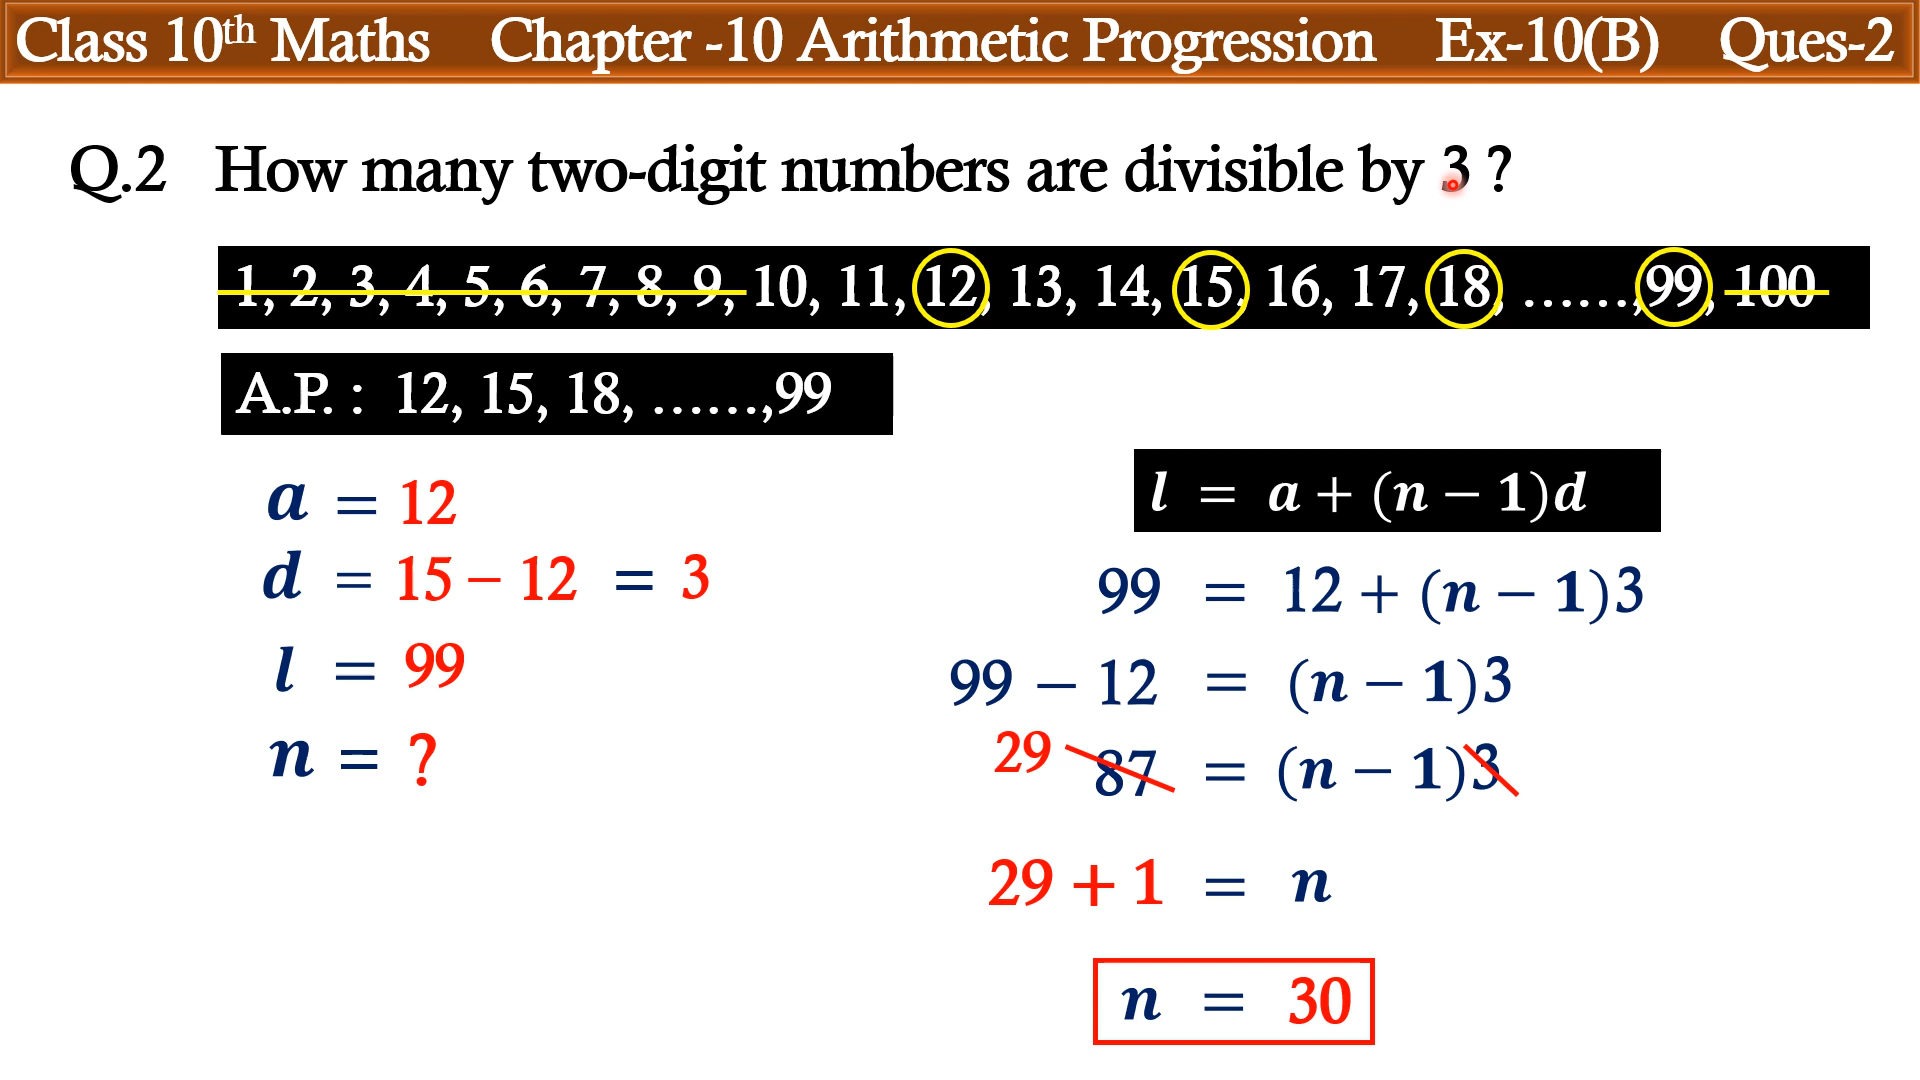 Class 10th Maths Chapter -10 Arithmetic Progression Ex-10(B) Ques-2
Q.2 How many two-digit numbers are divisible by 3 ?
1, 2, 3, 4, 5, 6, 7, 8, 9, 10, 11, 12, 13, 14, 15, 16, 17, 18, ......,99, 100
A.P. : 12, 15, 18, ......,99
a = 12
d = 15 – 12 = 3
l = 99
n = ?
l = a + (n − 1)d
99 = 12 + (n − 1)3
99 – 12 = (n − 1)3
29 87 = (n − 1)3
29 + 1 = n
n = 30